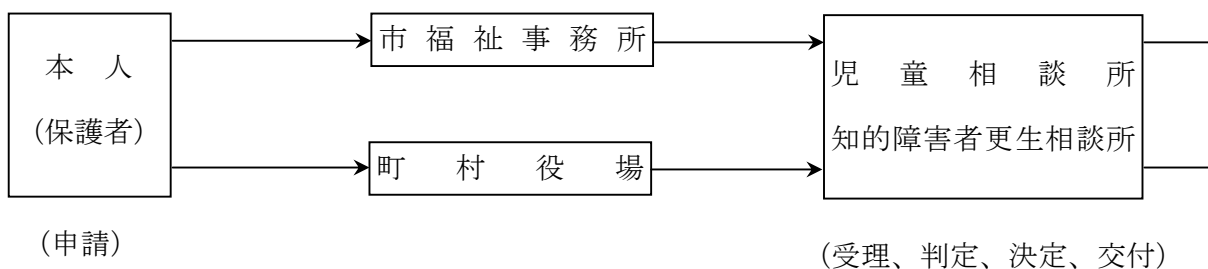 本人
(保護者)
(申請)
市福祉事務所
町村役場
児童相談所
知的障害者更生相談所
(受理、判定、決定、交付)